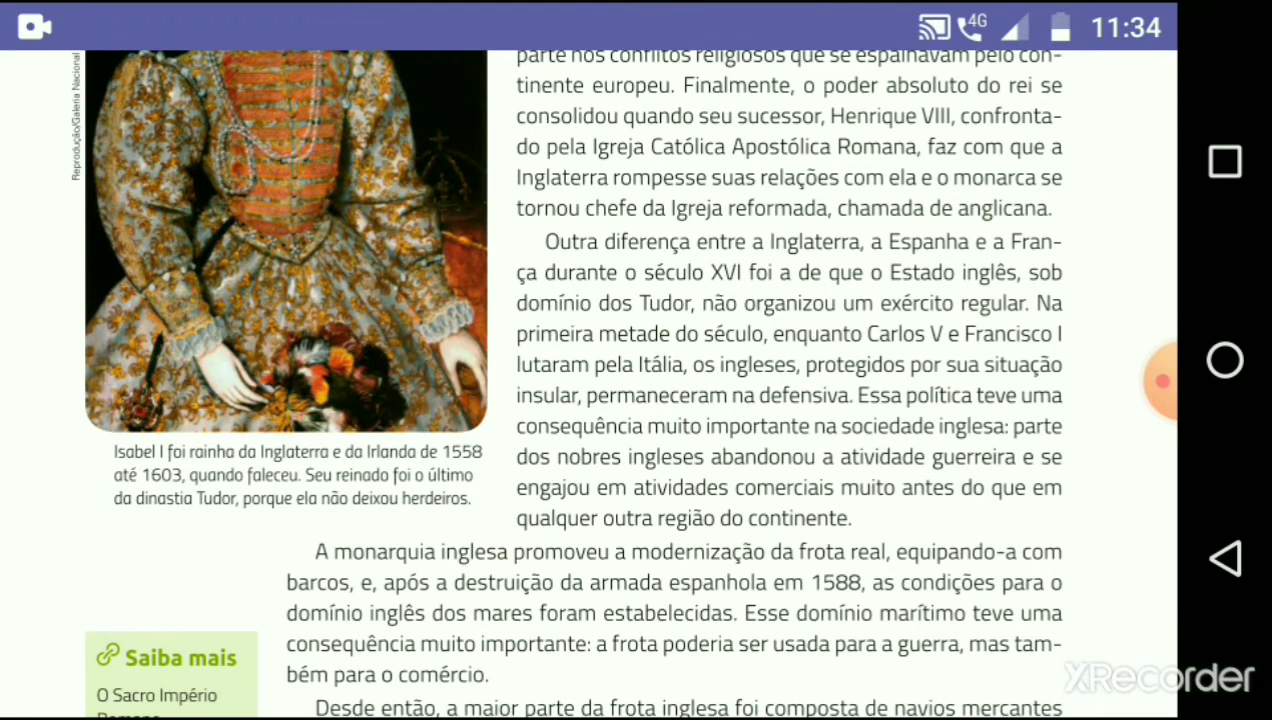 4G 11:34
Reprodução/Galeria Nacional
parte nos conflitos religiosos que se espalhavam pelo con-
tinente europeu. Finalmente, o poder absoluto do rei se
consolidou quando seu sucessor, Henrique VIII, confronta-
do pela Igreja Católica Apostólica Romana, faz com que a
Inglaterra rompesse suas relações com ela e o monarca se
tornou chefe da Igreja reformada, chamada de anglicana.
Outra diferença entre a Inglaterra, a Espanha e a Fran-
ça durante o século XVI foi a de que o Estado inglês, sob
domínio dos Tudor, não organizou um exército regular. Na
primeira metade do século, enquanto Carlos V e Francisco I
lutaram pela Itália, os ingleses, protegidos por sua situação
insular, permaneceram na defensiva. Essa política teve uma
consequência muito importante na sociedade inglesa: parte
dos nobres ingleses abandonou a atividade guerreira e se
engajou em atividades comerciais muito antes do que em
qualquer outra região do continente.
Isabel I foi rainha da Inglaterra e da Irlanda de 1558
até 1603, quando faleceu. Seu reinado foi o último
da dinastia Tudor, porque ela não deixou herdeiros.
A monarquia inglesa promoveu a modernização da frota real, equipando-a com
barcos, e, após a destruição da armada espanhola em 1588, as condições para o
domínio inglês dos mares foram estabelecidas. Esse domínio marítimo teve uma
consequência muito importante: a frota poderia ser usada para a guerra, mas tam-
bém para o comércio.
Desde então, a maior parte da frota inglesa foi composta de navios mercantes
Saiba mais
O Sacro Império
Romano
XRecorder